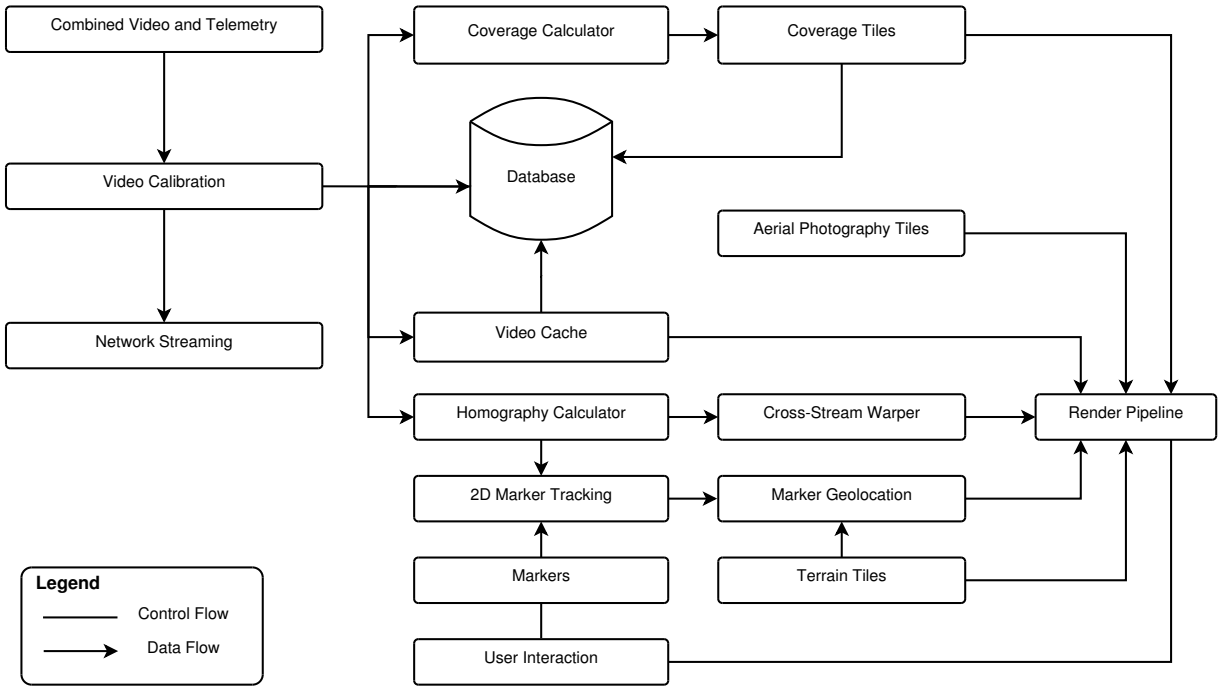 Combined Video and Telemetry
Coverage Calculator
Coverage Tiles
Video Calibration
Database
Aerial Photography Tiles
Network Streaming
Video Cache
Homography Calculator
Cross-Stream Warper
Render Pipeline
2D Marker Tracking
Marker Geolocation
Markers
Terrain Tiles
User Interaction
Legend
Control Flow
Data Flow